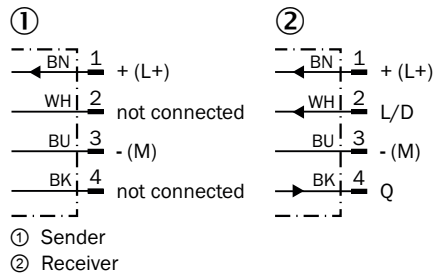 ① ②
BN 1 + (L+) BN 1 + (L+)
WH 2 not connected WH 2 L/D
BU 3 - (M) BU 3 - (M)
BK 4 not connected BK 4 Q
① Sender
② Receiver